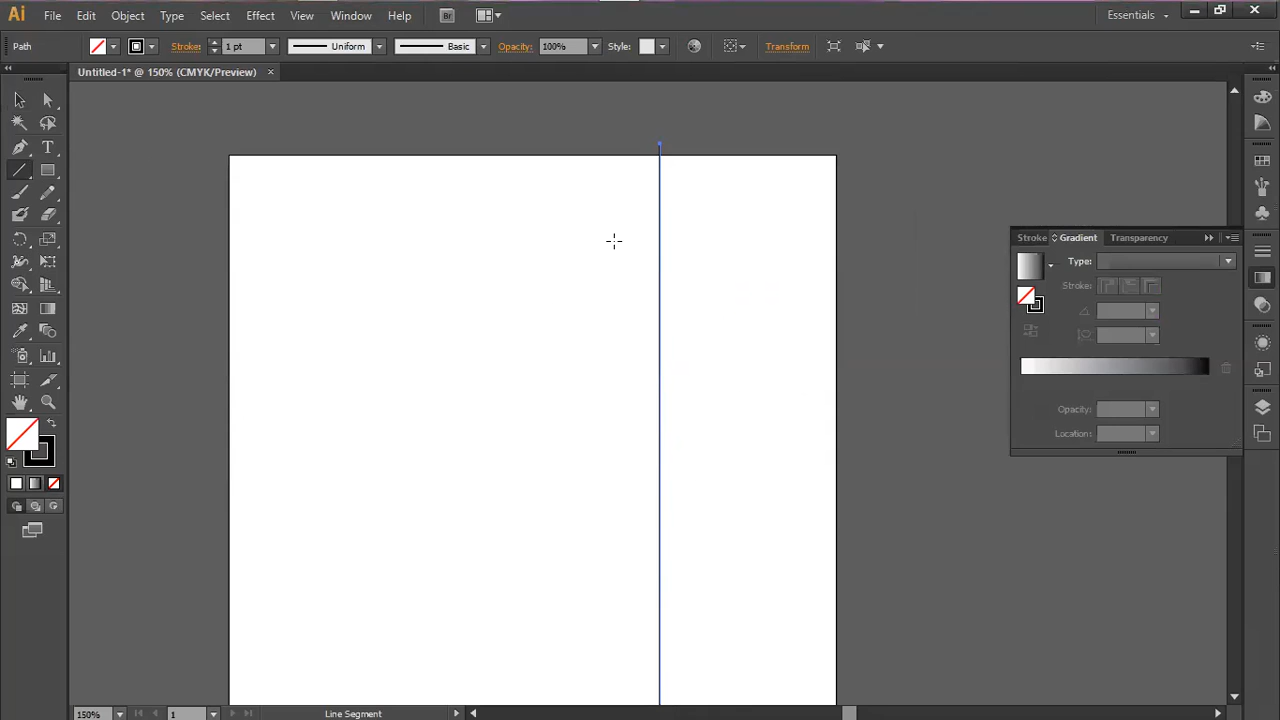 Ai File Edit Object Type Select Effect View Window Help Br Essentials
Path Stroke: 1 pt Uniform Basic Opacity: 100% Style: Transform
Untitled-1* @ 150% (CMYK/Preview)
Stroke Gradient Transparency
Type:
Stroke:
Opacity:
Location:
150% 1 Line Segment